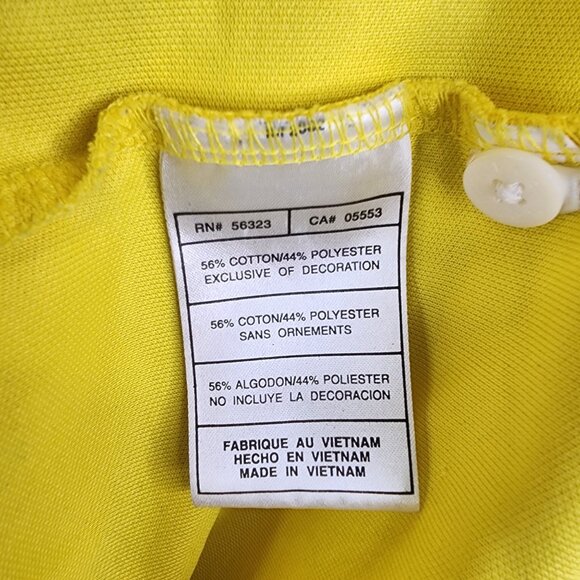 RN# 56323 CA# 05553
56% COTTON/44% POLYESTER
EXCLUSIVE OF DECORATION
56% COTON/44% POLYESTER
SANS ORNEMENTS
56% ALGODON/44% POLIESTER
NO INCLUYE LA DECORACION
FABRIQUE AU VIETNAM
HECHO EN VIETNAM
MADE IN VIETNAM